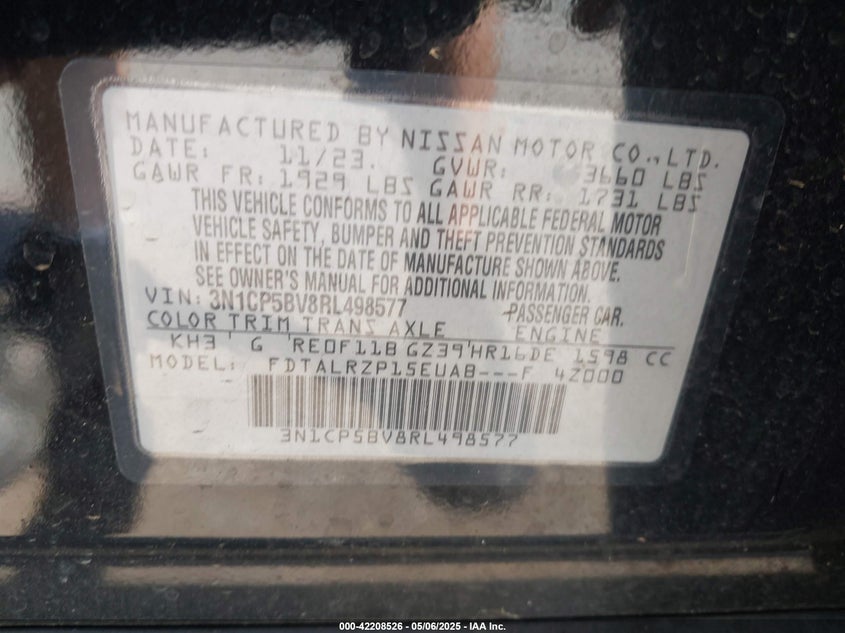 MANUFACTURED BY NISSAN MOTOR CO., LTD.
DATE: 11/23. GVWR: 3660 LBS
GAWR FR: 1929 LBS GAWR RR: 1731 LBS
THIS VEHICLE CONFORMS TO ALL APPLICABLE FEDERAL MOTOR
VEHICLE SAFETY, BUMPER AND THEFT PREVENTION STANDARDS
IN EFFECT ON THE DATE OF MANUFACTURE SHOWN ABOVE.
SEE OWNER'S MANUAL FOR ADDITIONAL INFORMATION.
VIN: 3N1CP5BV8RL498577 PASSENGER CAR.
COLOR TRIM TRANS AXLE ENGINE
KH3 G RE0F11B GZ39 HR16DE 1598 CC
MODEL: FDTALRZP15EUAB---F 4Z000
3N1CP5BV8RL498577
000-42208526 - 05/06/2025 - IAA Inc.